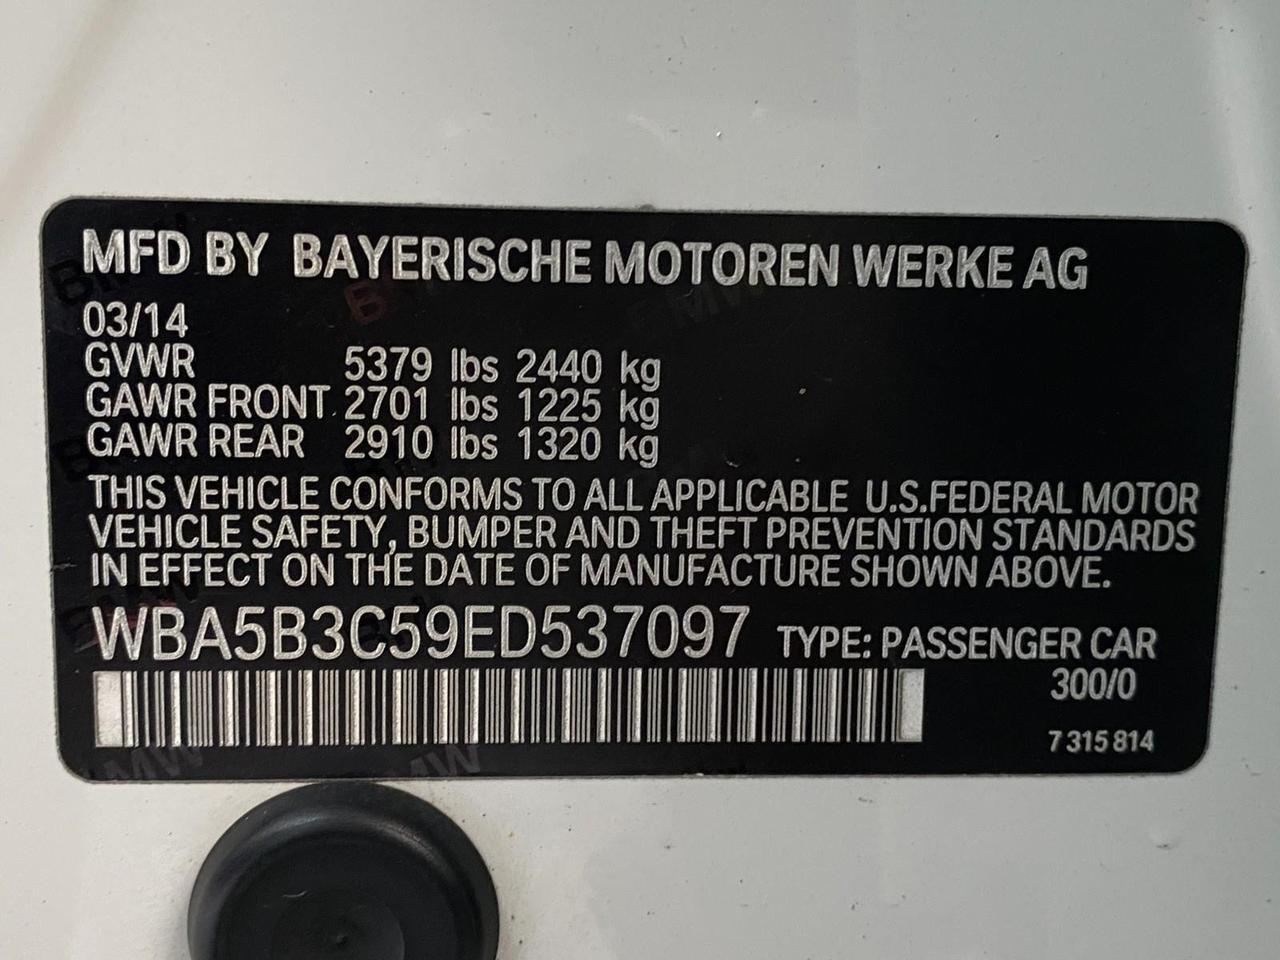 MFD BY BAYERISCHE MOTOREN WERKE AG
03/14
GVWR 5379 lbs 2440 kg
GAWR FRONT 2701 lbs 1225 kg
GAWR REAR 2910 lbs 1320 kg
THIS VEHICLE CONFORMS TO ALL APPLICABLE U.S.FEDERAL MOTOR
VEHICLE SAFETY, BUMPER AND THEFT PREVENTION STANDARDS
IN EFFECT ON THE DATE OF MANUFACTURE SHOWN ABOVE.
WBA5B3C59ED537097 TYPE: PASSENGER CAR
300/0
7 315 814